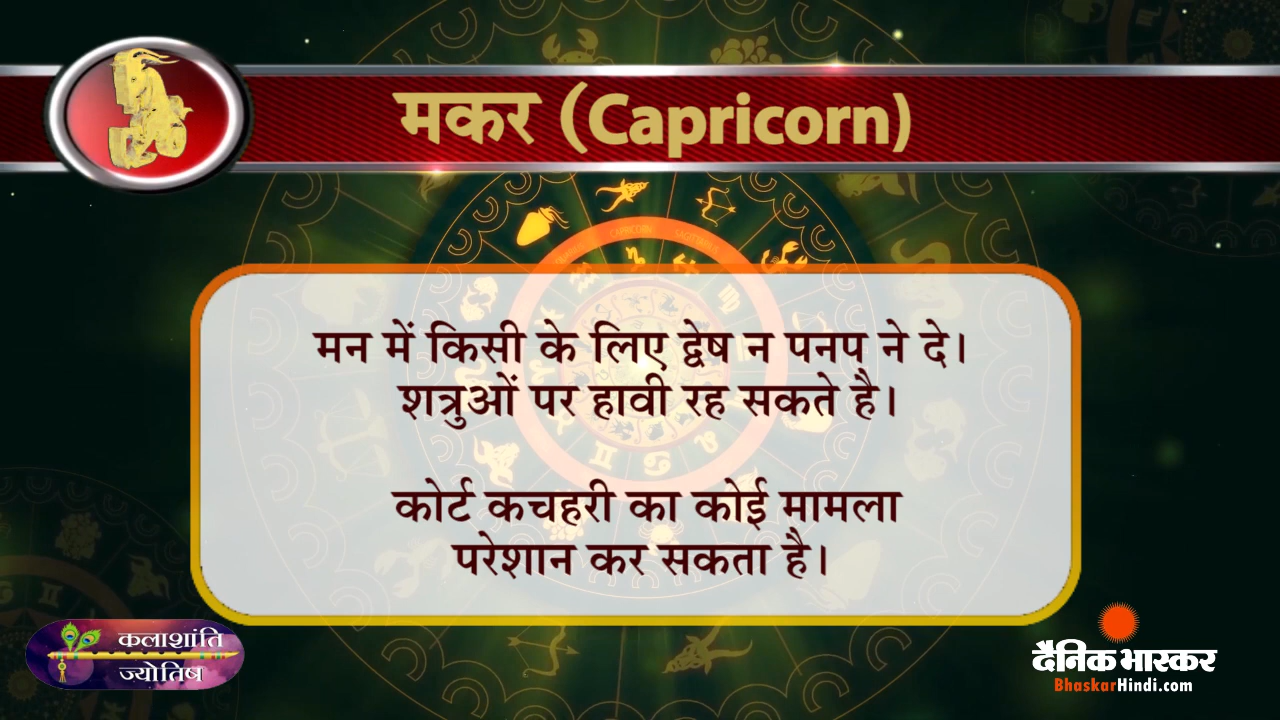 मकर (Capricorn)
मन में किसी के लिए द्वेष न पनप ने दे।
शत्रुओं पर हावी रह सकते है।
कोर्ट कचहरी का कोई मामला
परेशान कर सकता है।
कलाशांति
ज्योतिष
दैनिक भास्कर
BhaskarHindi.com